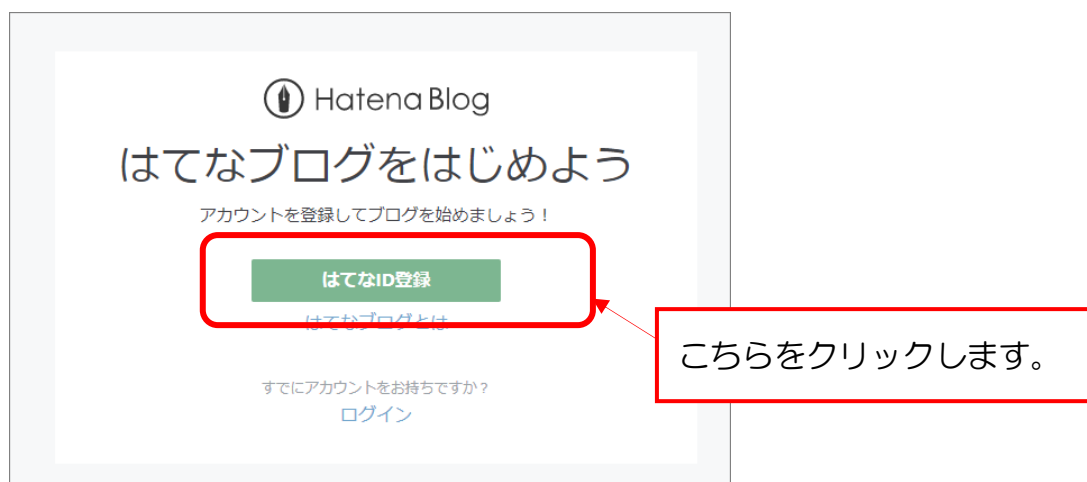 Hatena Blog
はてなブログをはじめよう
アカウントを登録してブログを始めましょう！
はてなID登録
はてなブログとは
こちらをクリックします。
すでにアカウントをお持ちですか？
ログイン